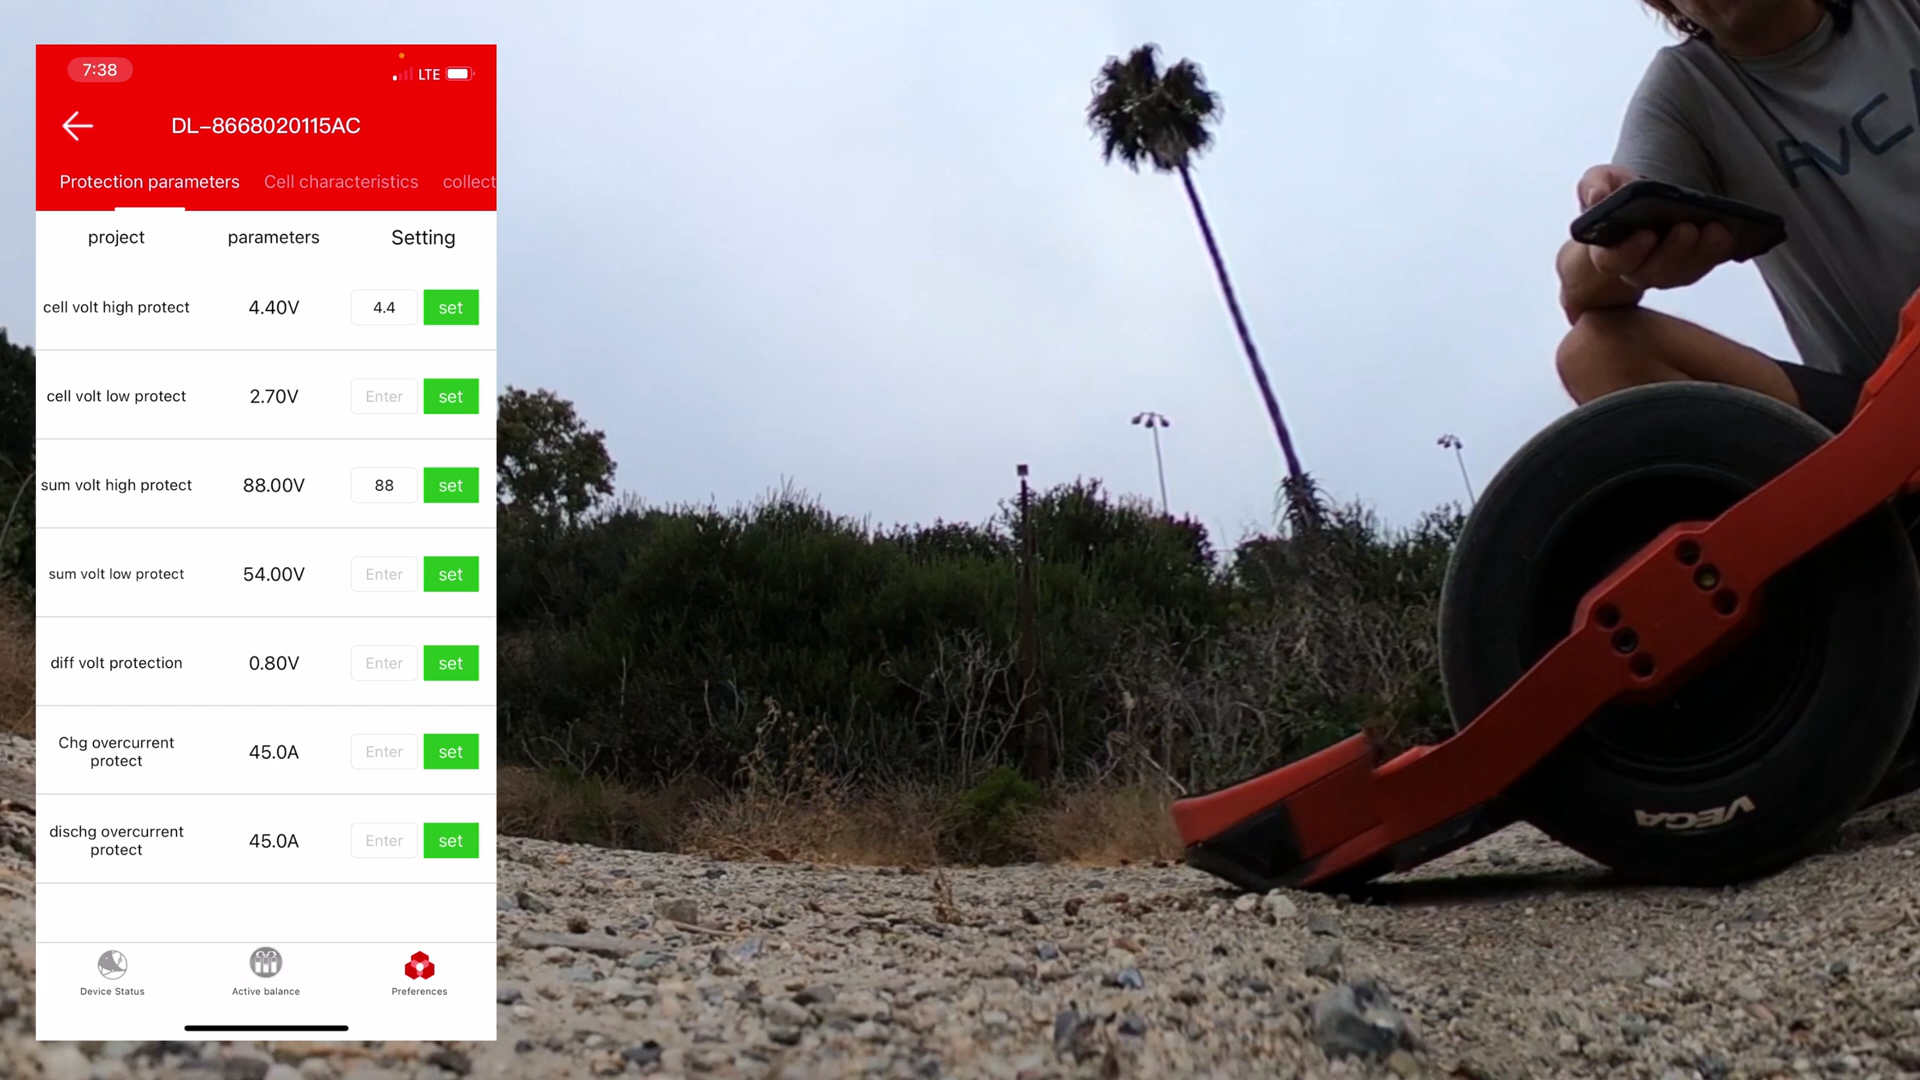 7:38
LTE
DL–8668020115AC
Protection parameters Cell characteristics collect
project parameters Setting
cell volt high protect 4.40V 4.4 set
cell volt low protect 2.70V Enter set
sum volt high protect 88.00V 88 set
sum volt low protect 54.00V Enter set
diff volt protection 0.80V Enter set
Chg overcurrent
protect 45.0A Enter set
dischg overcurrent
protect 45.0A Enter set
Device Status Active balance Preferences
VEGA